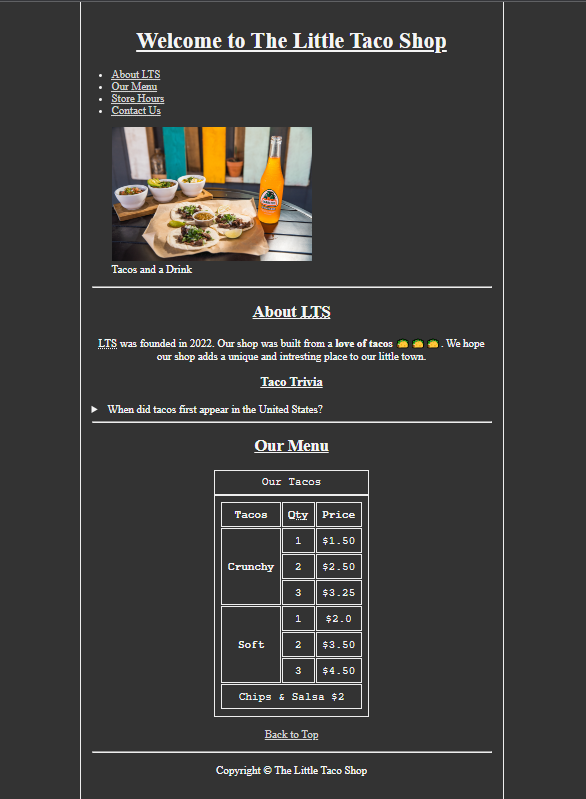 Welcome to The Little Taco Shop
About LTS
Our Menu
Store Hours
Contact Us
Tacos and a Drink
About LTS
LTS was founded in 2022. Our shop was built from a love of tacos 🌮 🌮 🌮 . We hope
our shop adds a unique and intresting place to our little town.
Taco Trivia
When did tacos first appear in the United States?
Our Menu
Our Tacos
Tacos Qty Price
Crunchy
1 $1.50
2 $2.50
3 $3.25
Soft
1 $2.0
2 $3.50
3 $4.50
Chips & Salsa $2
Back to Top
Copyright © The Little Taco Shop